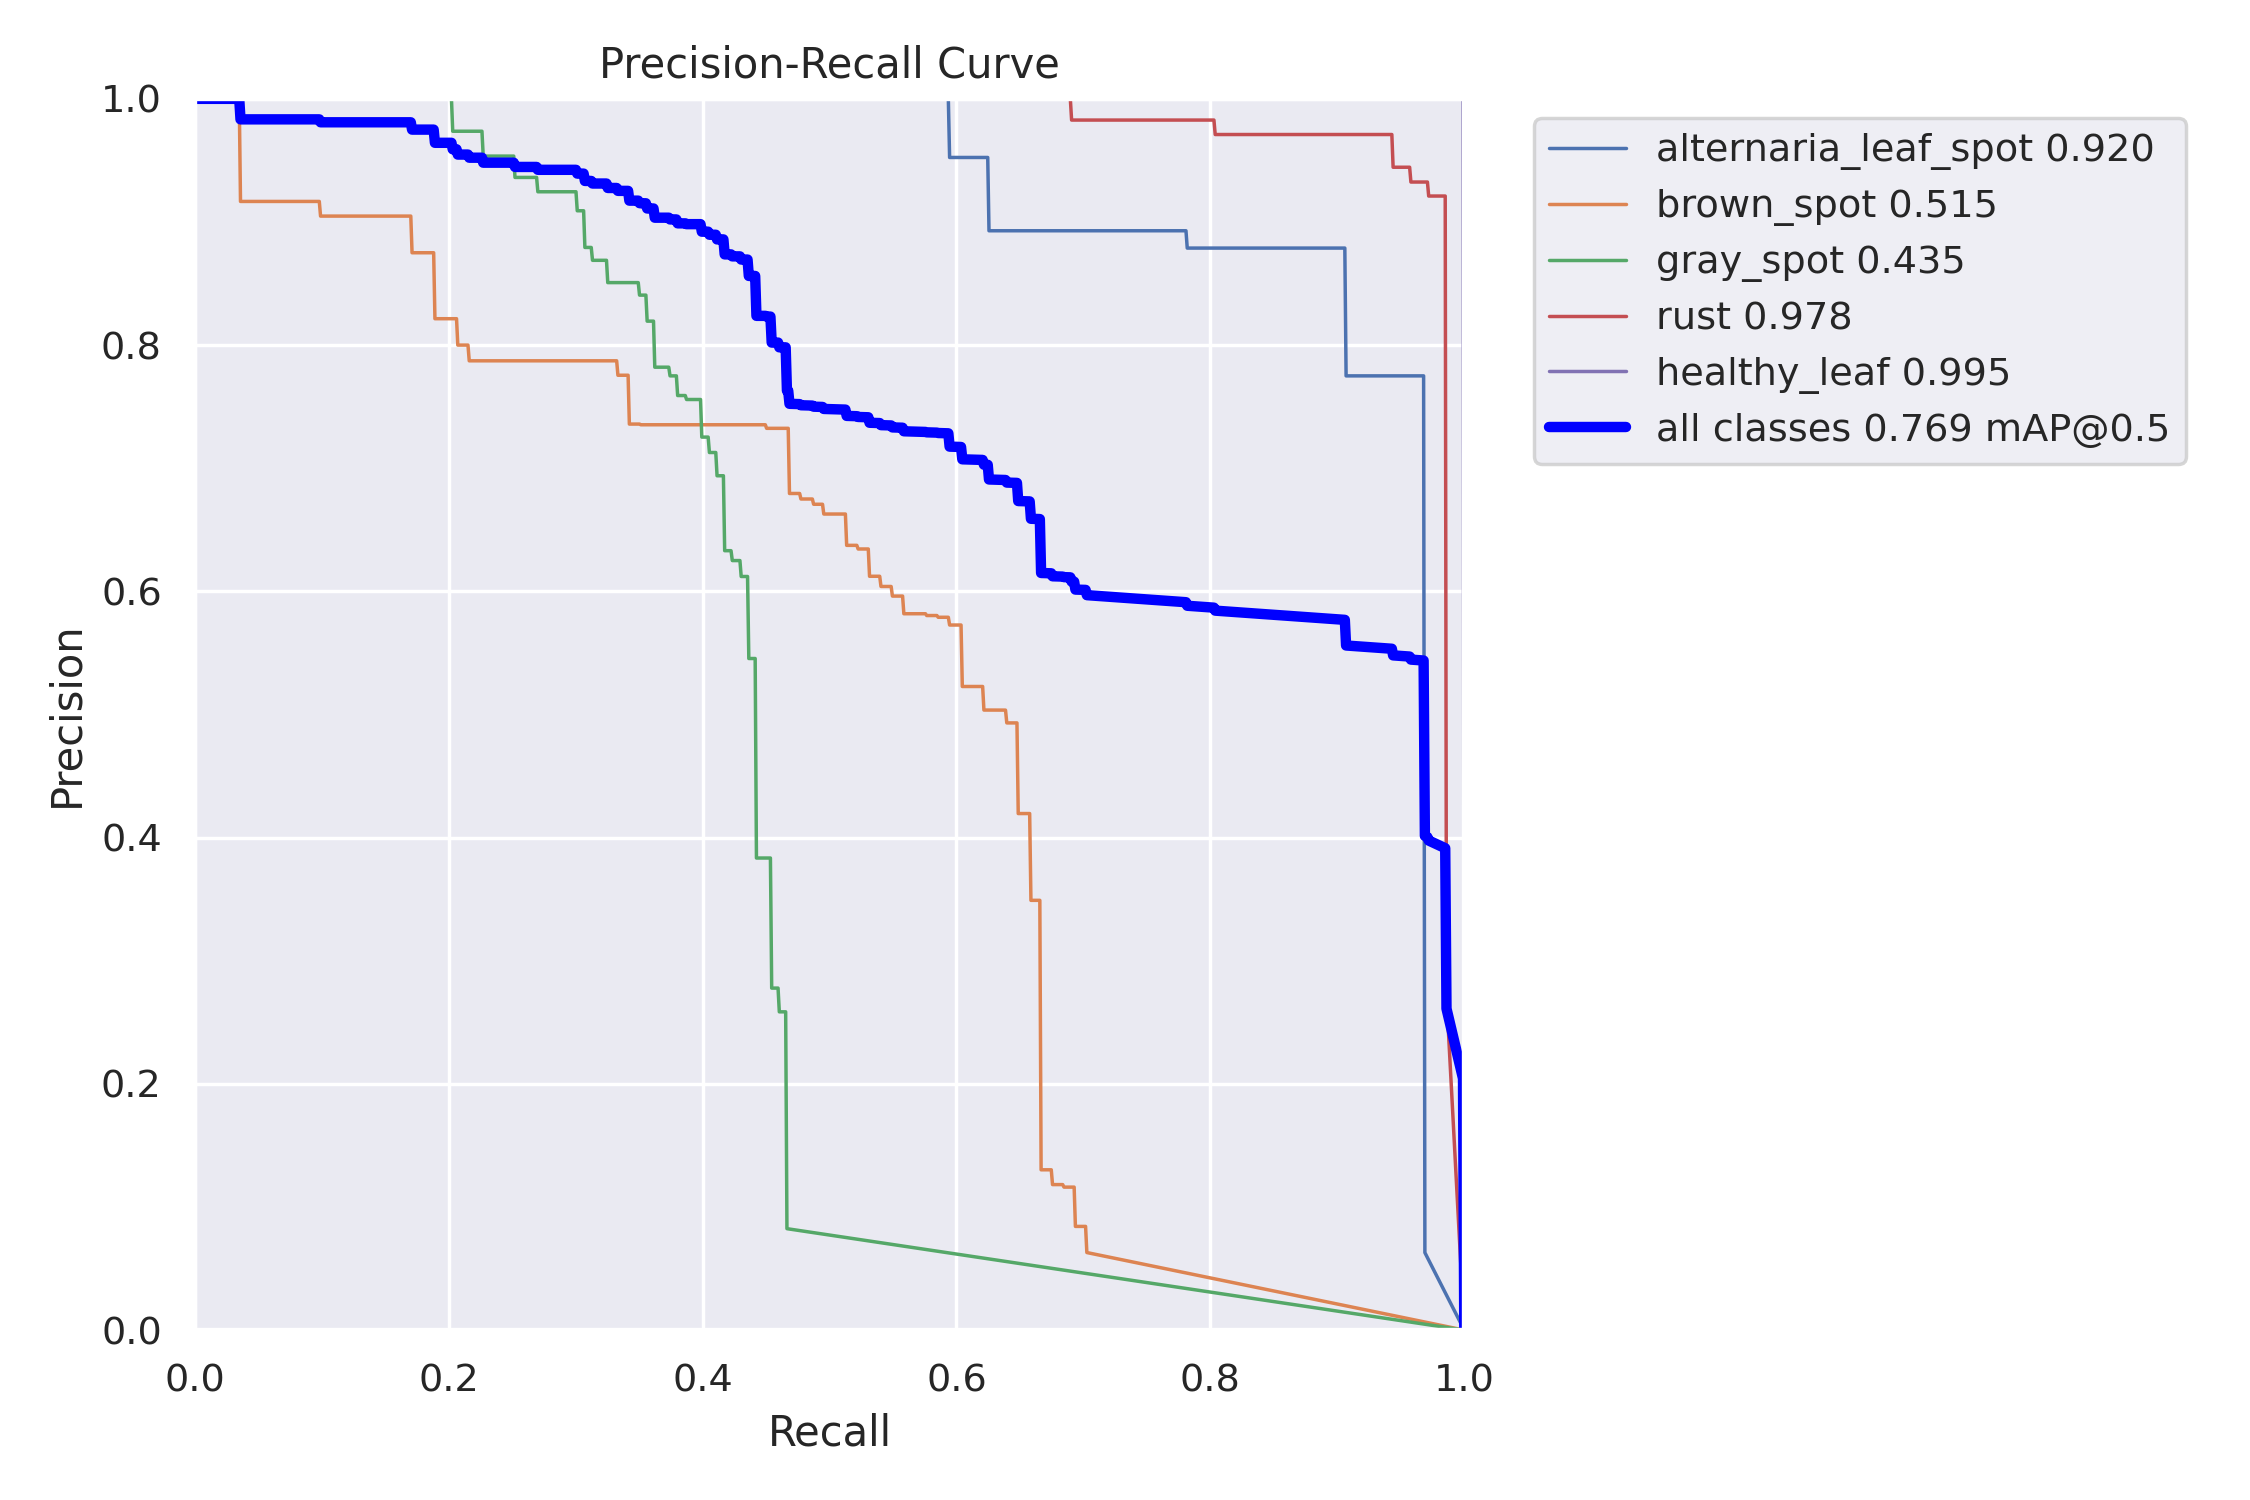 Precision-Recall Curve
1.0
0.8
0.6
0.4
0.2
0.0
Precision
0.0 0.2 0.4 0.6 0.8 1.0
Recall
alternaria_leaf_spot 0.920
brown_spot 0.515
gray_spot 0.435
rust 0.978
healthy_leaf 0.995
all classes 0.769 mAP@0.5